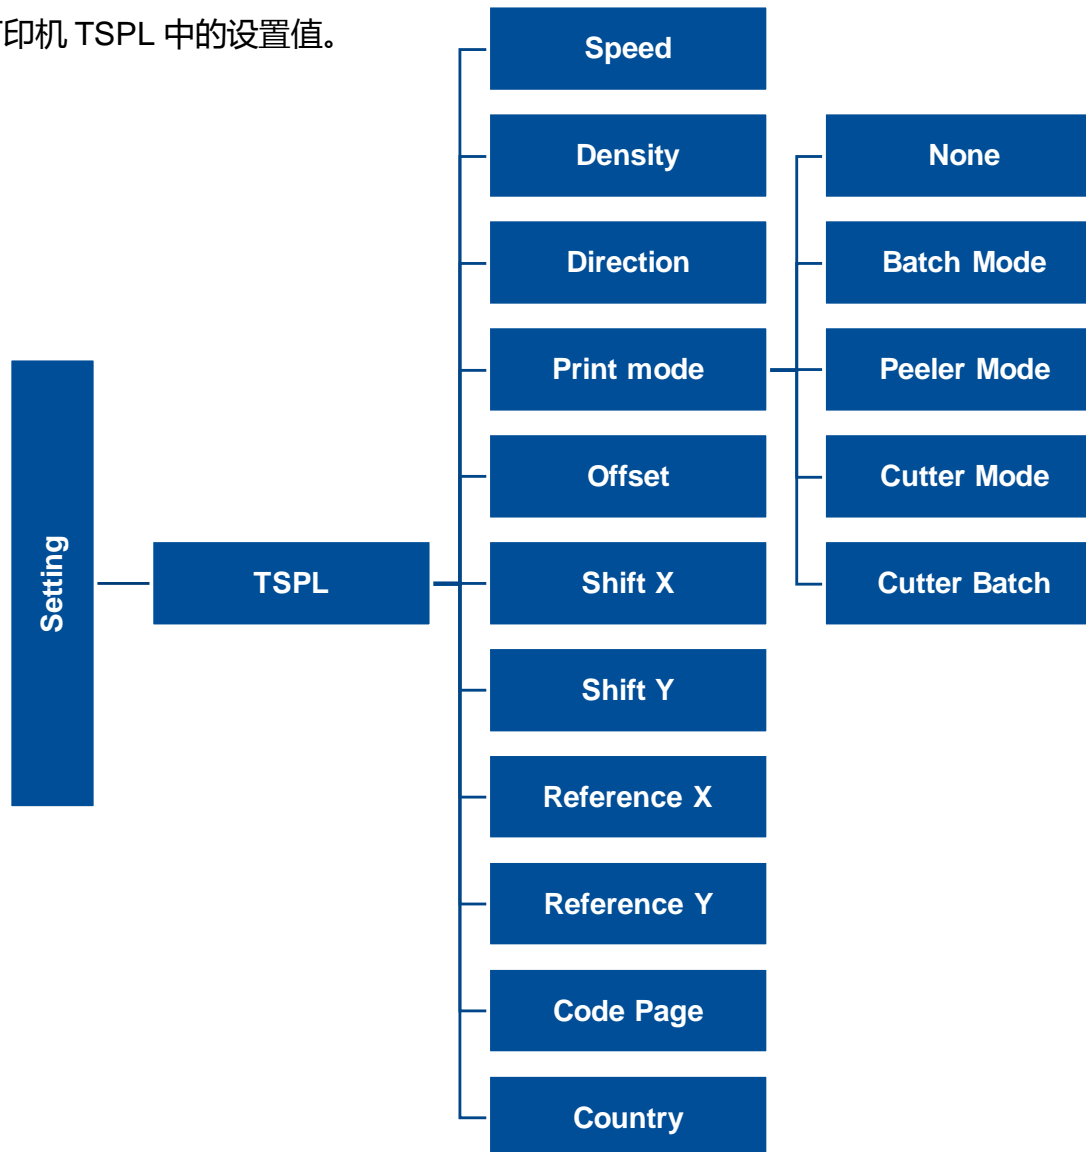 印机 TSPL 中的设置值。
Speed
Density
None
Direction
Batch Mode
Print mode
Peeler Mode
Offset
Cutter Mode
Setting
TSPL
Shift X
Cutter Batch
Shift Y
Reference X
Reference Y
Code Page
Country